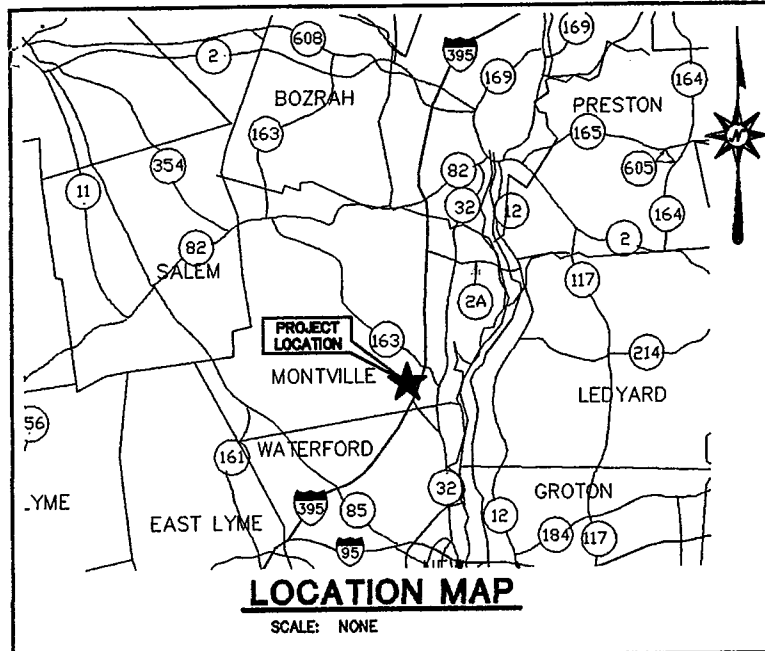 608
169
2
395
169
164
BOZRAH
PRESTON
163
165
354
82
605
11
32
12
164
2
82
SALEM
117
2A
PROJECT
LOCATION
163
214
MONTVILLE
LEDYARD
56
WATERFORD
161
32
GROTON
.YME
395
85
12
EAST LYME
184
117
95
N
LOCATION MAP
SCALE: NONE